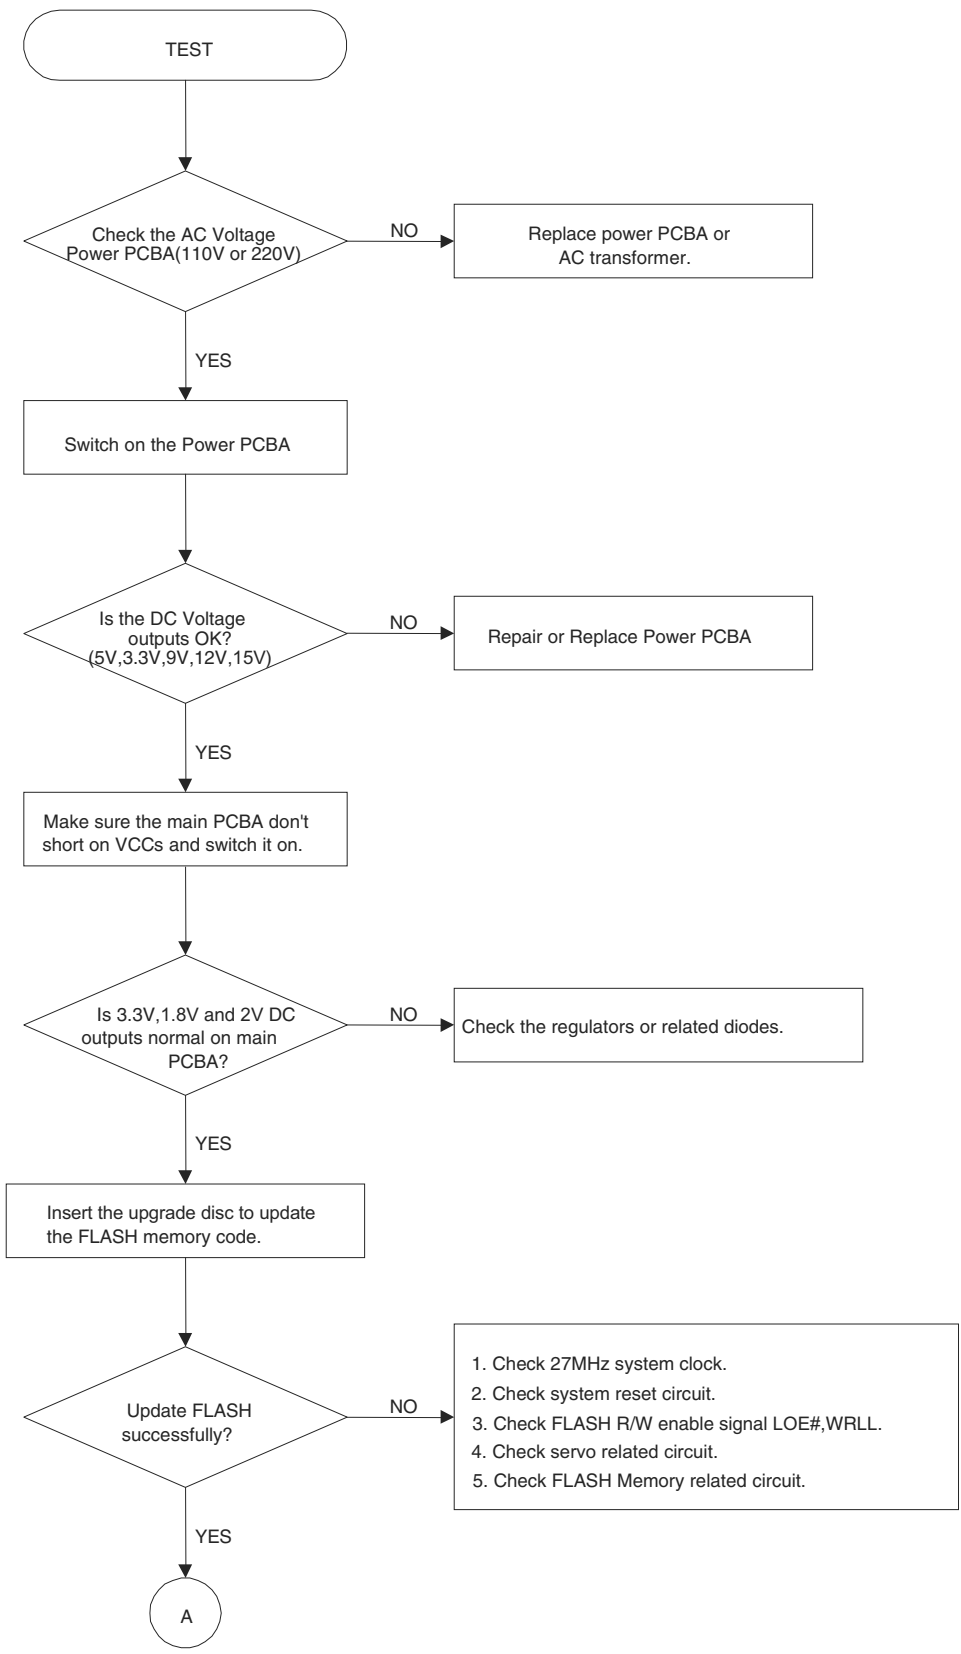 TEST
Check the AC Voltage
Power PCBA(110V or 220V)
NO
Replace power PCBA or
AC transformer.
YES
Switch on the Power PCBA
Is the DC Voltage
outputs OK?
(5V,3.3V,9V,12V,15V)
NO
Repair or Replace Power PCBA
YES
Make sure the main PCBA don't
short on VCCs and switch it on.
Is 3.3V,1.8V and 2V DC
outputs normal on main
PCBA?
NO
Check the regulators or related diodes.
YES
Insert the upgrade disc to update
the FLASH memory code.
Update FLASH
successfully?
NO
1. Check 27MHz system clock.
2. Check system reset circuit.
3. Check FLASH R/W enable signal LOE#,WRLL.
4. Check servo related circuit.
5. Check FLASH Memory related circuit.
YES
A